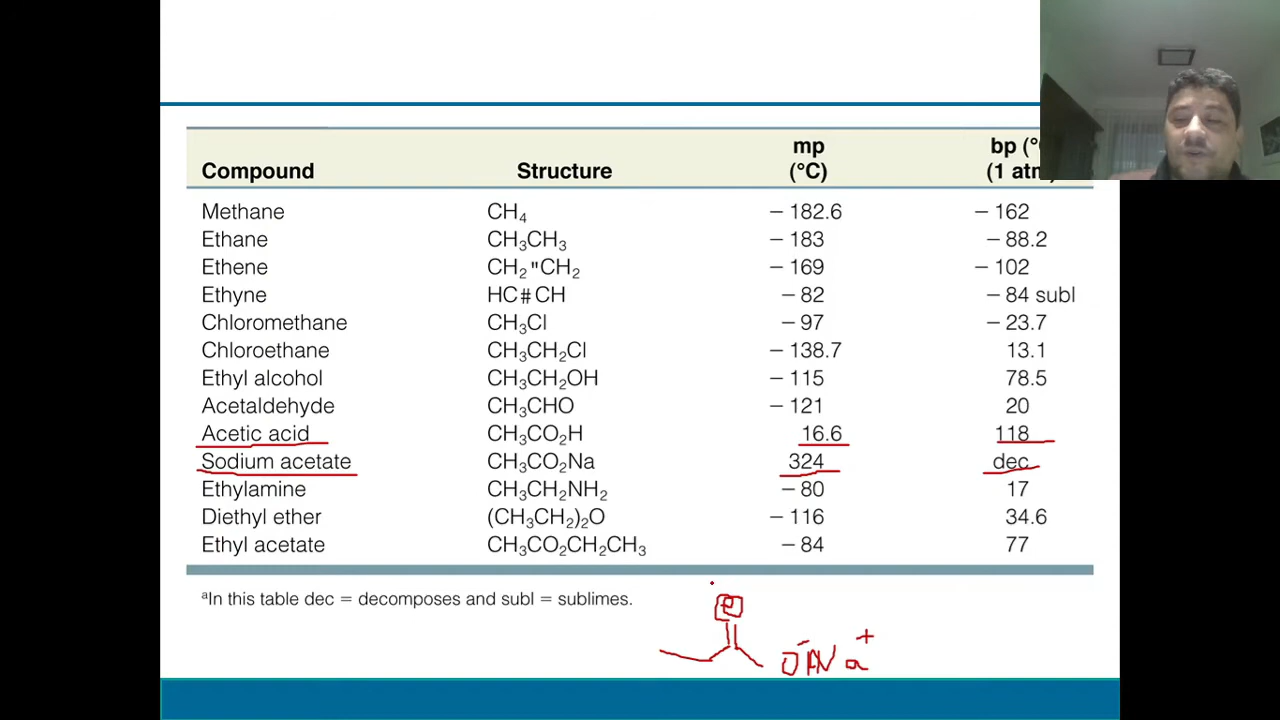 Compound Structure mp (°C) bp (° (1 atm)
Methane CH4 – 182.6 – 162
Ethane CH3CH3 – 183 – 88.2
Ethene CH2"CH2 – 169 – 102
Ethyne HC#CH – 82 – 84 subl
Chloromethane CH3Cl – 97 – 23.7
Chloroethane CH3CH2Cl – 138.7 13.1
Ethyl alcohol CH3CH2OH – 115 78.5
Acetaldehyde CH3CHO – 121 20
Acetic acid CH3CO2H 16.6 118
Sodium acetate CH3CO2Na 324 dec
Ethylamine CH3CH2NH2 – 80 17
Diethyl ether (CH3CH2)2O – 116 34.6
Ethyl acetate CH3CO2CH2CH3 – 84 77
aIn this table dec = decomposes and subl = sublimes.